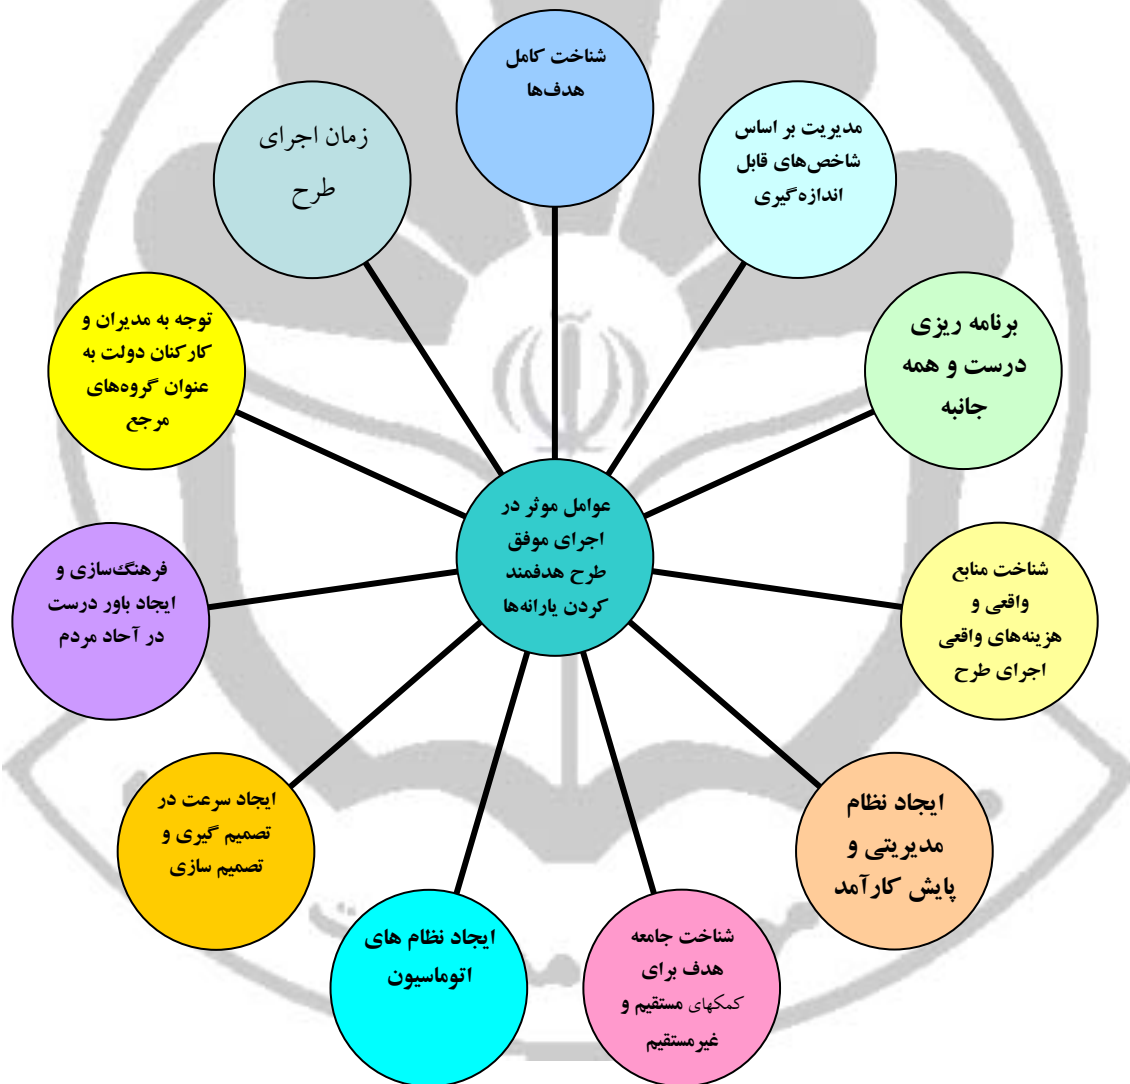 شناخت کامل
هدف‌ها
مدیریت بر اساس
شاخص‌های قابل
اندازه‌گیری
برنامه ریزی
درست و همه
جانبه
شناخت منابع
واقعی و
هزینه‌های واقعی
اجرای طرح
ایجاد نظام
مدیریتی و
پایش کارآمد
شناخت جامعه
هدف برای
کمکهای مستقیم و
غیرمستقیم
ایجاد نظام های
اتوماسیون
ایجاد سرعت در
تصمیم گیری و
تصمیم سازی
فرهنگ‌سازی و
ایجاد باور درست
در آحاد مردم
توجه به مدیران و
کارکنان دولت به
عنوان گروه‌های
مرجع
زمان اجرای
طرح
عوامل موثر در
اجرای موفق
طرح هدفمند
کردن یارانه‌ها